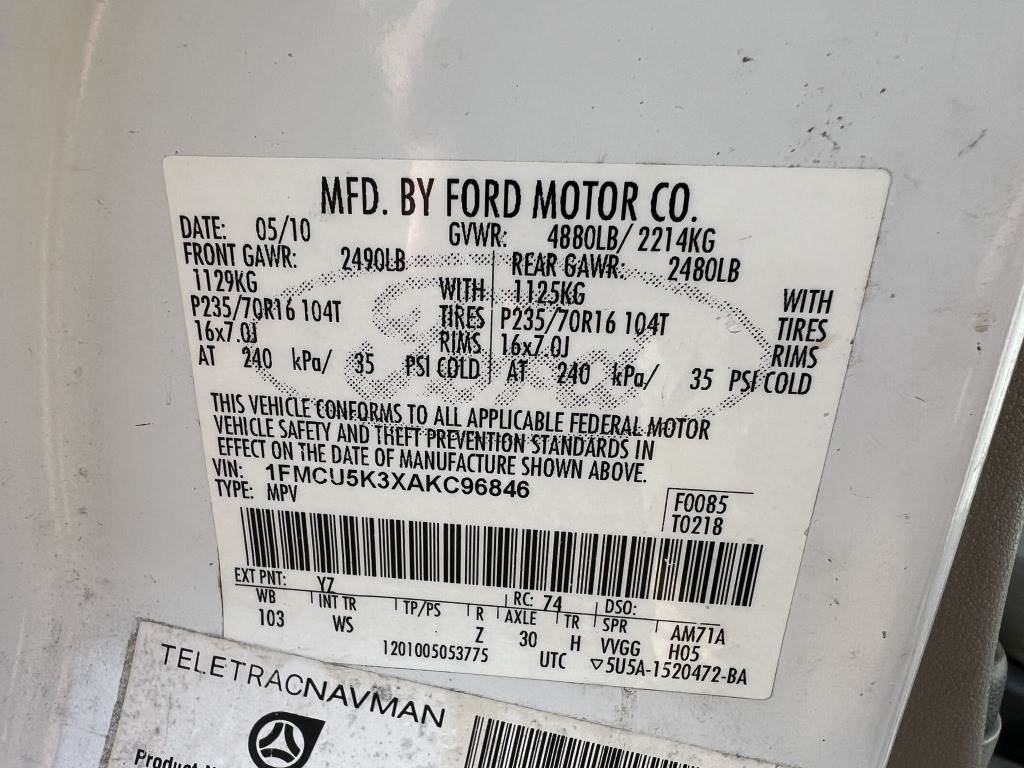 MFD. BY FORD MOTOR CO.
DATE: 05/10 GVWR: 4880LB/ 2214KG
FRONT GAWR: 2490LB REAR GAWR: 2480LB
1129KG WITH 1125KG WITH
P235/70R16 104T TIRES P235/70R16 104T TIRES
16x7.0J RIMS 16x7.0J RIMS
AT 240 kPa/ 35 PSI COLD AT 240 kPa/ 35 PSI COLD
THIS VEHICLE CONFORMS TO ALL APPLICABLE FEDERAL MOTOR
VEHICLE SAFETY AND THEFT PREVENTION STANDARDS IN
EFFECT ON THE DATE OF MANUFACTURE SHOWN ABOVE.
VIN: 1FMCU5K3XAKC96846
TYPE: MPV
F0085
T0218
EXT PNT: YZ RC: 74 DSO:
WB INT TR TP/PS R AXLE TR SPR AM71A
103 WS Z 30 H VVGG H05
1201005053775 UTC ▽5U5A-1520472-BA
TELETRACNAVMAN
Product